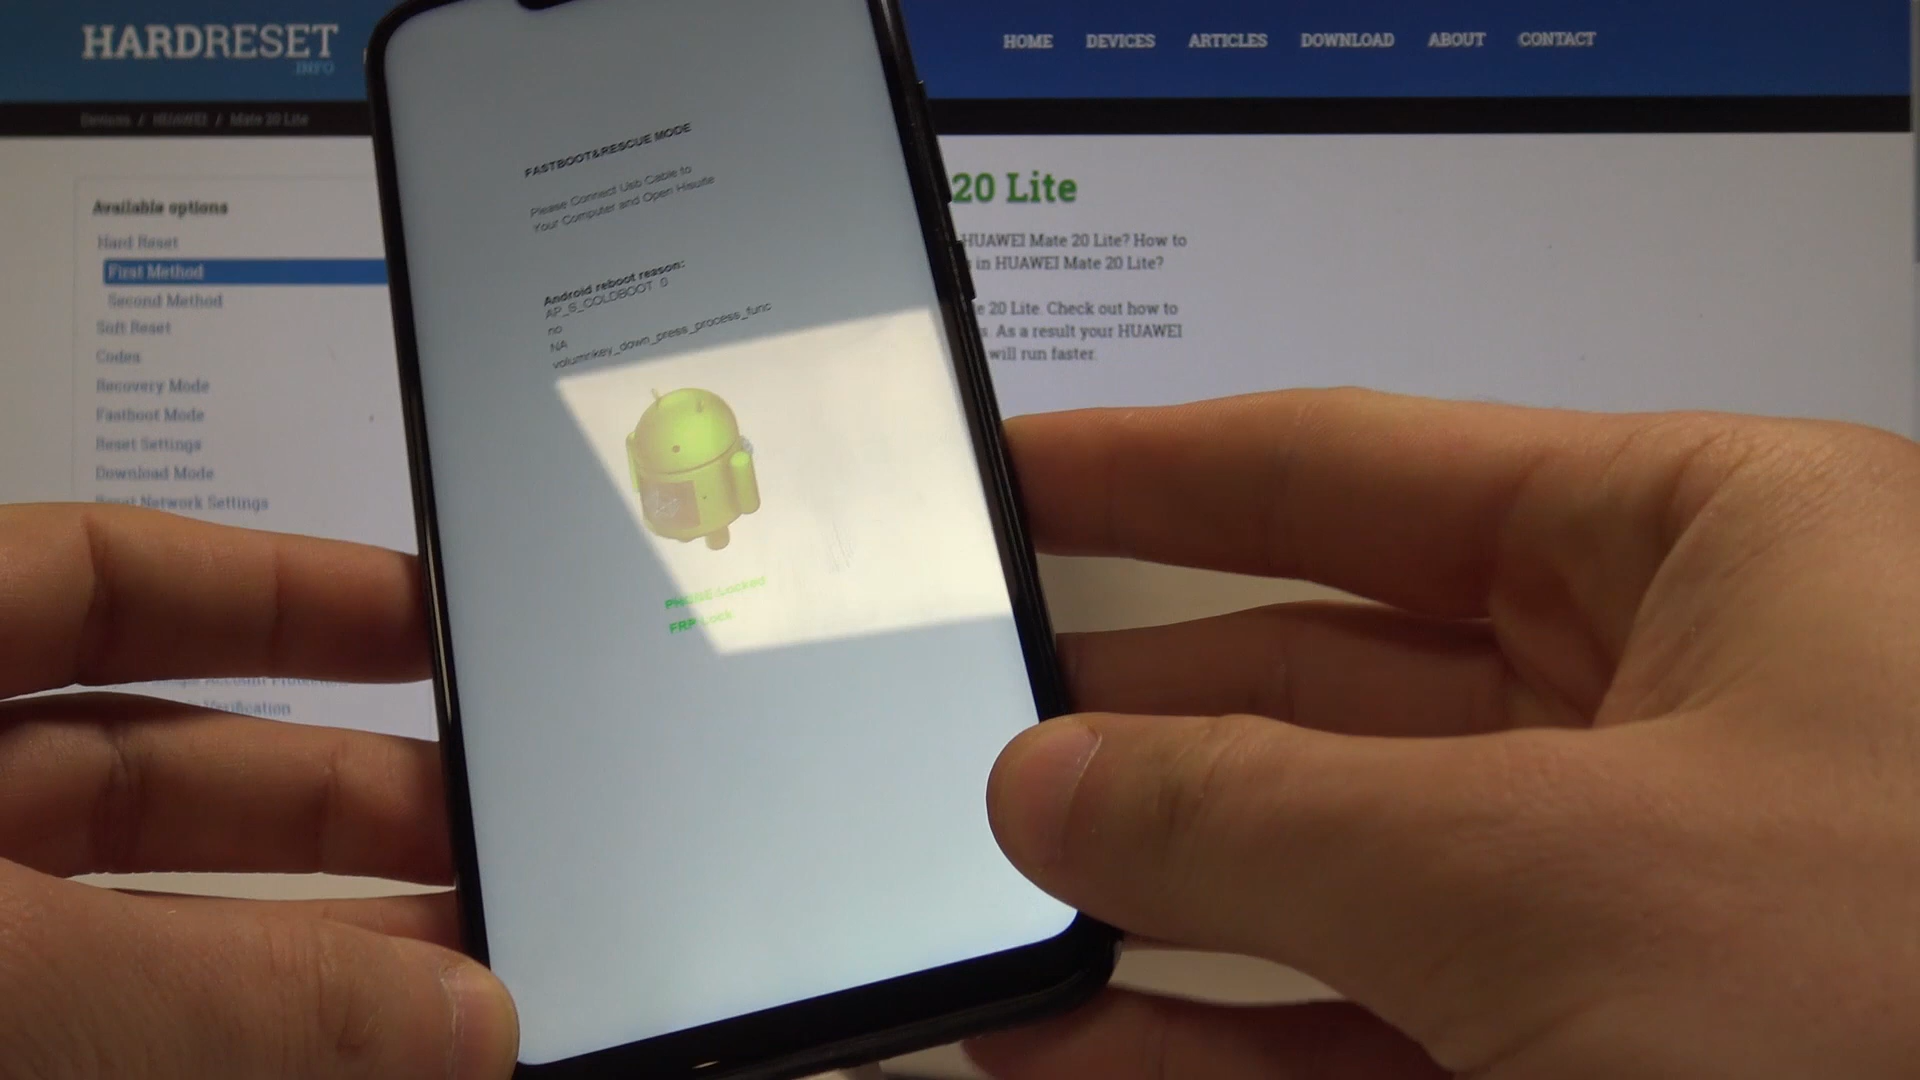 HARDRESET
.INFO
HOME DEVICES ARTICLES DOWNLOAD ABOUT CONTACT
Devices / HUAWEI / Mate 20 Lite
Available options
Hard Reset
First Method
Second Method
Soft Reset
Codes
Recovery Mode
Fastboot Mode
Reset Settings
Download Mode
Reset Network Settings
Account Protection
Verification
FASTBOOT&RESCUE MODE
Please Connect Usb Cable to
Your Computer and Open Hisuite
Android reboot reason:
AP_S_COLDBOOT 0
no
NA
volumnkey_down_press_process_func
PHONE Locked
FRP Lock
20 Lite
HUAWEI Mate 20 Lite? How to
in HUAWEI Mate 20 Lite?
e 20 Lite. Check out how to
s. As a result your HUAWEI
will run faster.